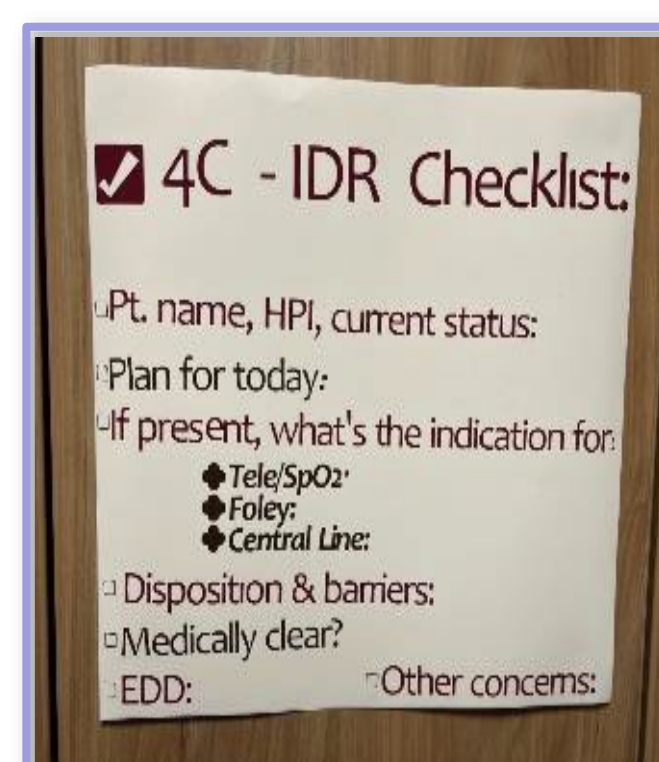 4C - IDR Checklist:
Pt. name, HPI, current status:
Plan for today:
If present, what's the indication for:
Tele/SpO2:
Foley:
Central Line:
Disposition & barriers:
Medically clear?
EDD: Other concerns: